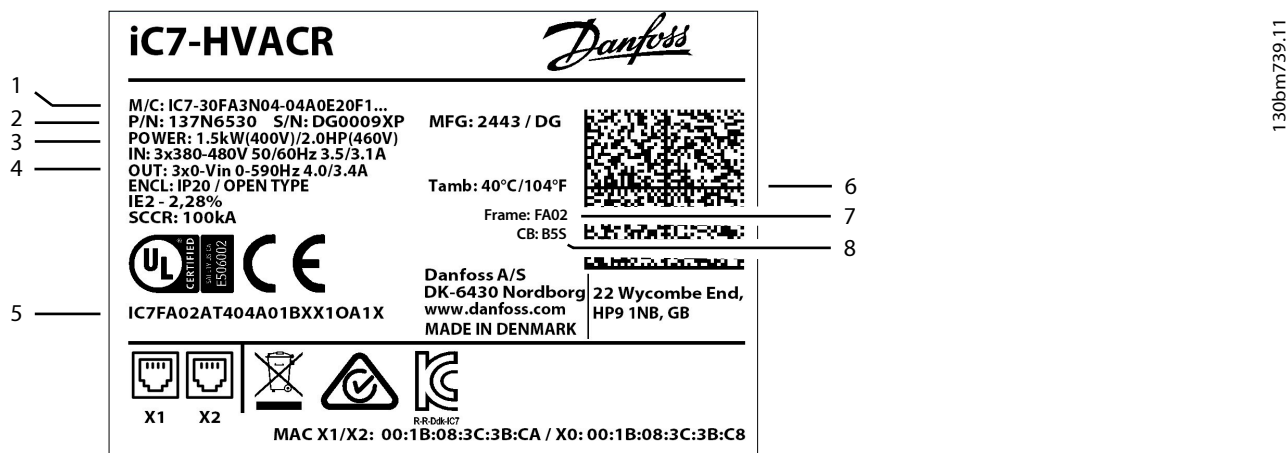 iC7-HVACR
Danfoss
130bm739.11
1
M/C: IC7-30FA3N04-04A0E20F1...
2
P/N: 137N6530 S/N: DG0009XP MFG: 2443 / DG
3
POWER: 1.5kW(400V)/2.0HP(460V)
IN: 3x380-480V 50/60Hz 3.5/3.1A
4
OUT: 3x0-Vin 0-590Hz 4.0/3.4A
ENCL: IP20 / OPEN TYPE Tamb: 40°C/104°F
6
IE2 - 2,28%
SCCR: 100kA Frame: FA02
7
CB: B5S
8
UL ® CERTIFIED SAFETY US CA E506002
CE
Danfoss A/S
DK-6430 Nordborg
www.danfoss.com
MADE IN DENMARK
22 Wycombe End,
HP9 1NB, GB
5
IC7FA02AT404A01BXX1OA1X
X1 X2
R-R-Ddk-IC7
MAC X1/X2: 00:1B:08:3C:3B:CA / X0: 00:1B:08:3C:3B:C8